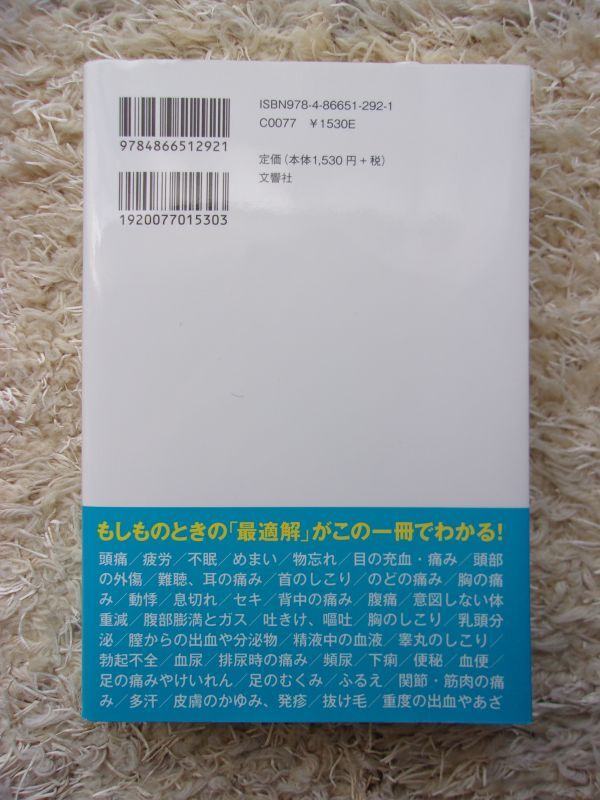 ISBN978-4-86651-292-1
C0077 ¥1530E
9784866512921
定価(本体1,530円+税)
文響社
1920077015303
もしものときの「最適解」がこの一冊でわかる!
頭痛/疲労/不眠/めまい/物忘れ/目の充血・痛み/頭部
の外傷/難聴、耳の痛み/首のしこり/のどの痛み/胸の痛
み/動悸/息切れ/セキ/背中の痛み/腹痛/意図しない体
重減/腹部膨満とガス/吐きけ、嘔吐/胸のしこり/乳頭分
泌/膣からの出血や分泌物/精液中の血液/睾丸のしこり/
勃起不全/血尿/排尿時の痛み/頻尿/下痢/便秘/血便/
足の痛みやけいれん/足のむくみ/ふるえ/関節・筋肉の痛
み/多汗/皮膚のかゆみ、発疹/抜け毛/重度の出血やあざ